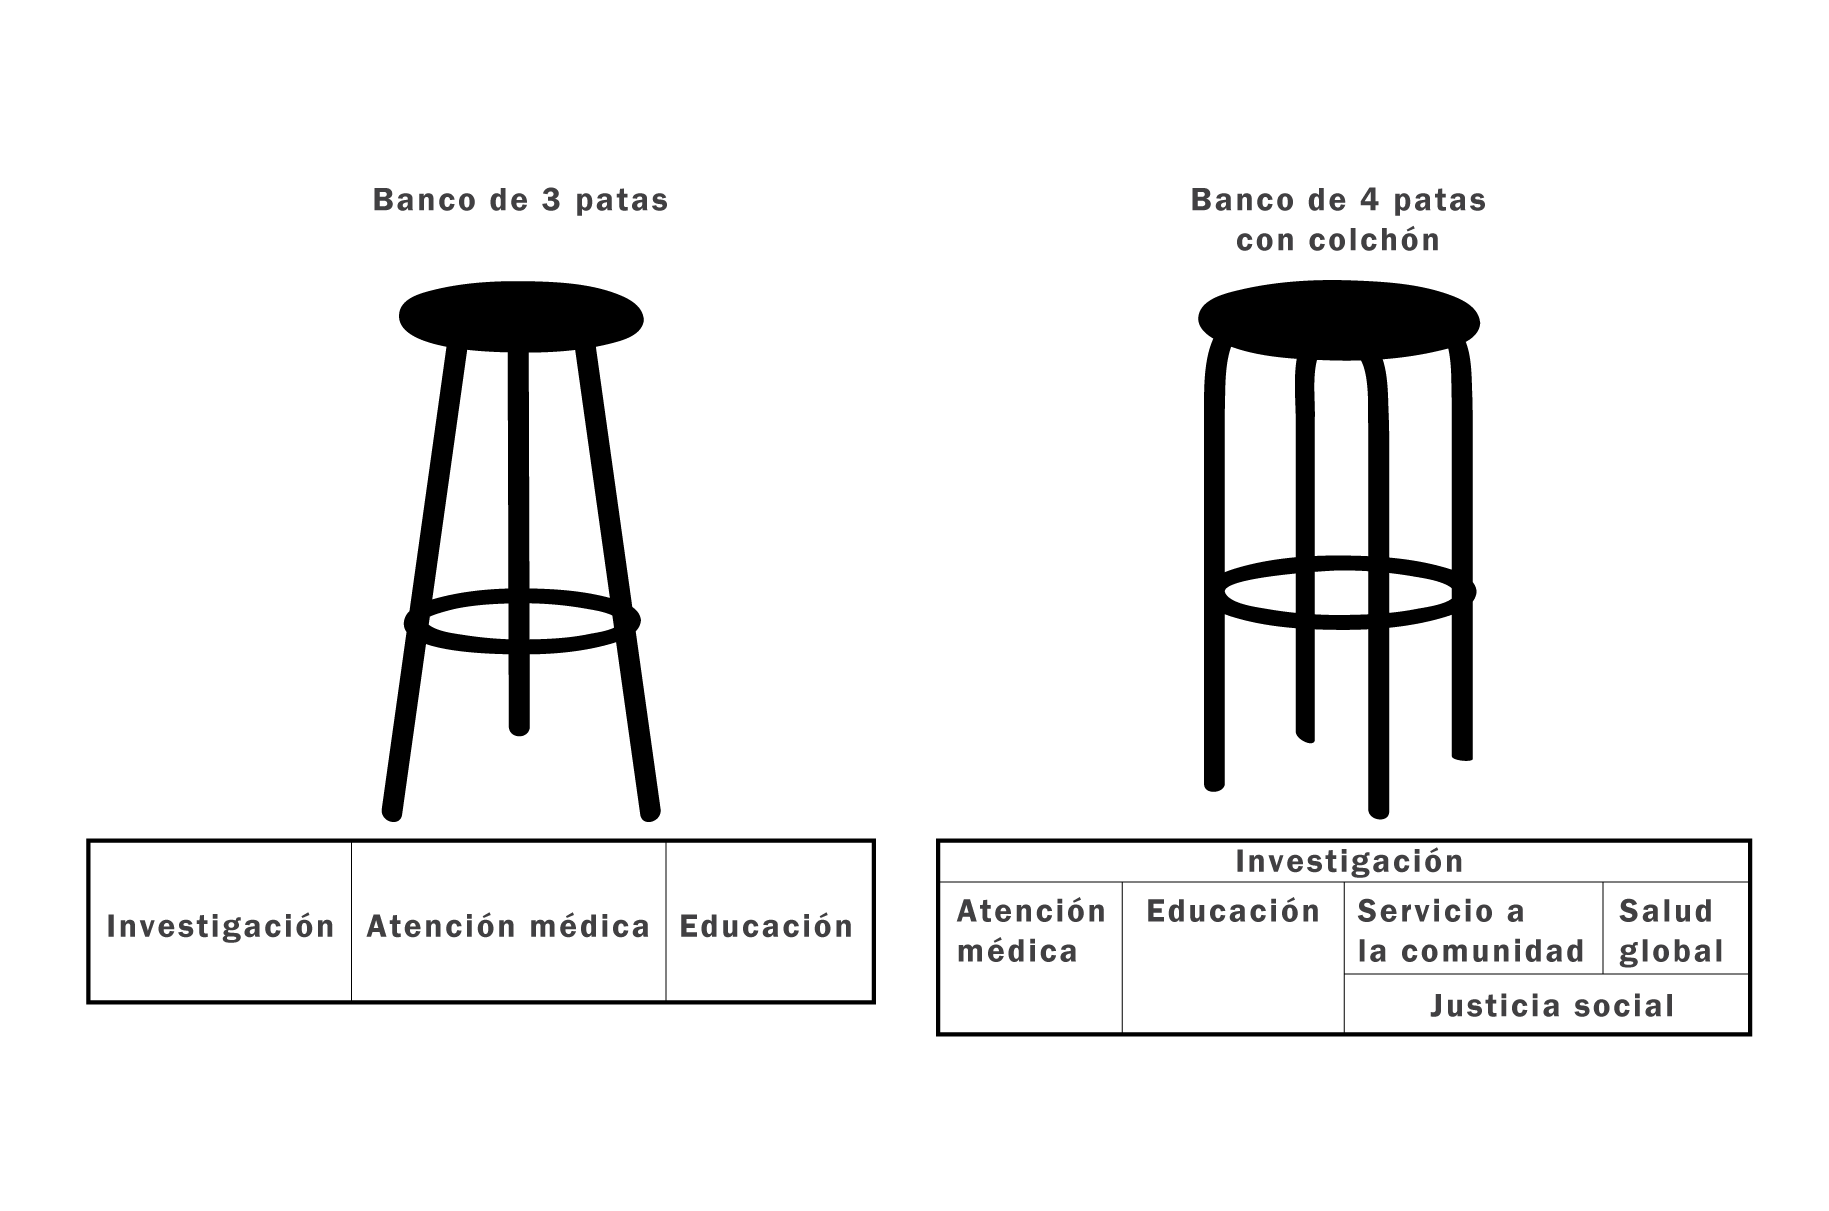 Banco de 3 patas
Banco de 4 patas
con colchón
Investigación
Atención médica
Educación
Investigación
Atención
médica
Educación
Servicio a
la comunidad
Salud
global
Justicia social